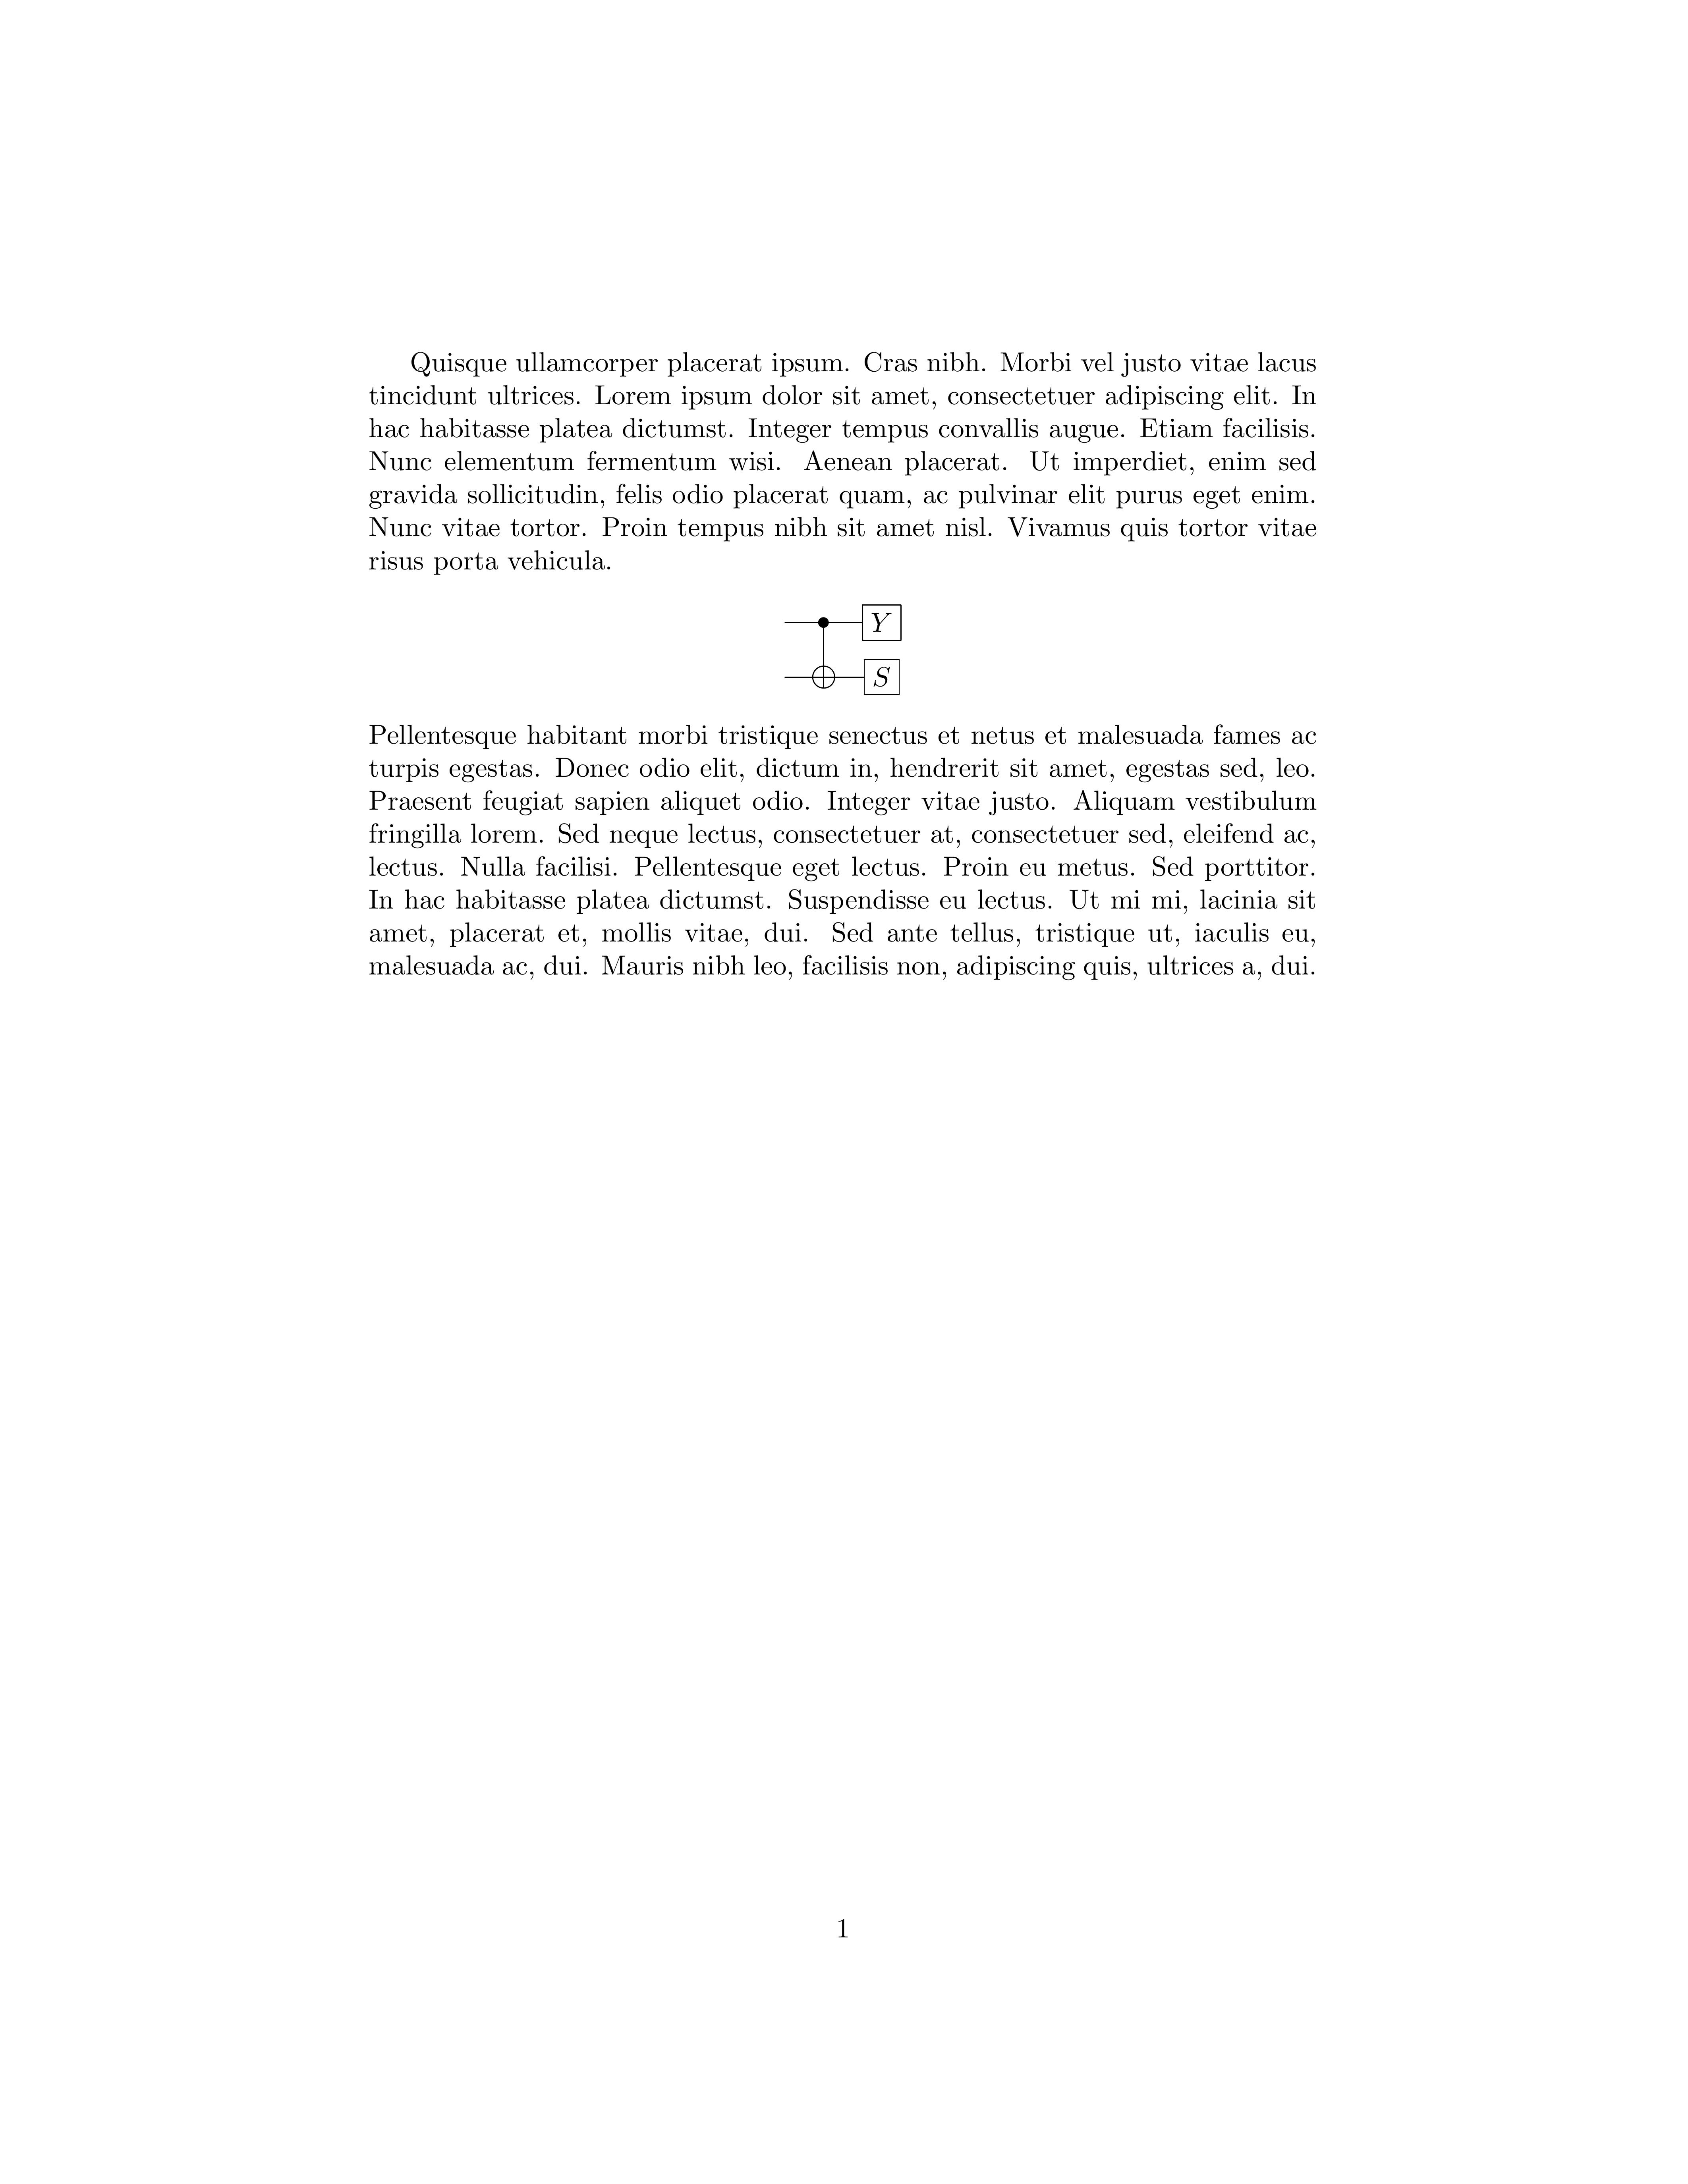 Quisque ullamcorper placerat ipsum. Cras nibh. Morbi vel justo vitae lacus
tincidunt ultrices. Lorem ipsum dolor sit amet, consectetuer adipiscing elit. In
hac habitasse platea dictumst. Integer tempus convallis augue. Etiam facilisis.
Nunc elementum fermentum wisi. Aenean placerat. Ut imperdiet, enim sed
gravida sollicitudin, felis odio placerat quam, ac pulvinar elit purus eget enim.
Nunc vitae tortor. Proin tempus nibh sit amet nisl. Vivamus quis tortor vitae
risus porta vehicula.
Y
S
Pellentesque habitant morbi tristique senectus et netus et malesuada fames ac
turpis egestas. Donec odio elit, dictum in, hendrerit sit amet, egestas sed, leo.
Praesent feugiat sapien aliquet odio. Integer vitae justo. Aliquam vestibulum
fringilla lorem. Sed neque lectus, consectetuer at, consectetuer sed, eleifend ac,
lectus. Nulla facilisi. Pellentesque eget lectus. Proin eu metus. Sed porttitor.
In hac habitasse platea dictumst. Suspendisse eu lectus. Ut mi mi, lacinia sit
amet, placerat et, mollis vitae, dui. Sed ante tellus, tristique ut, iaculis eu,
malesuada ac, dui. Mauris nibh leo, facilisis non, adipiscing quis, ultrices a, dui.
1